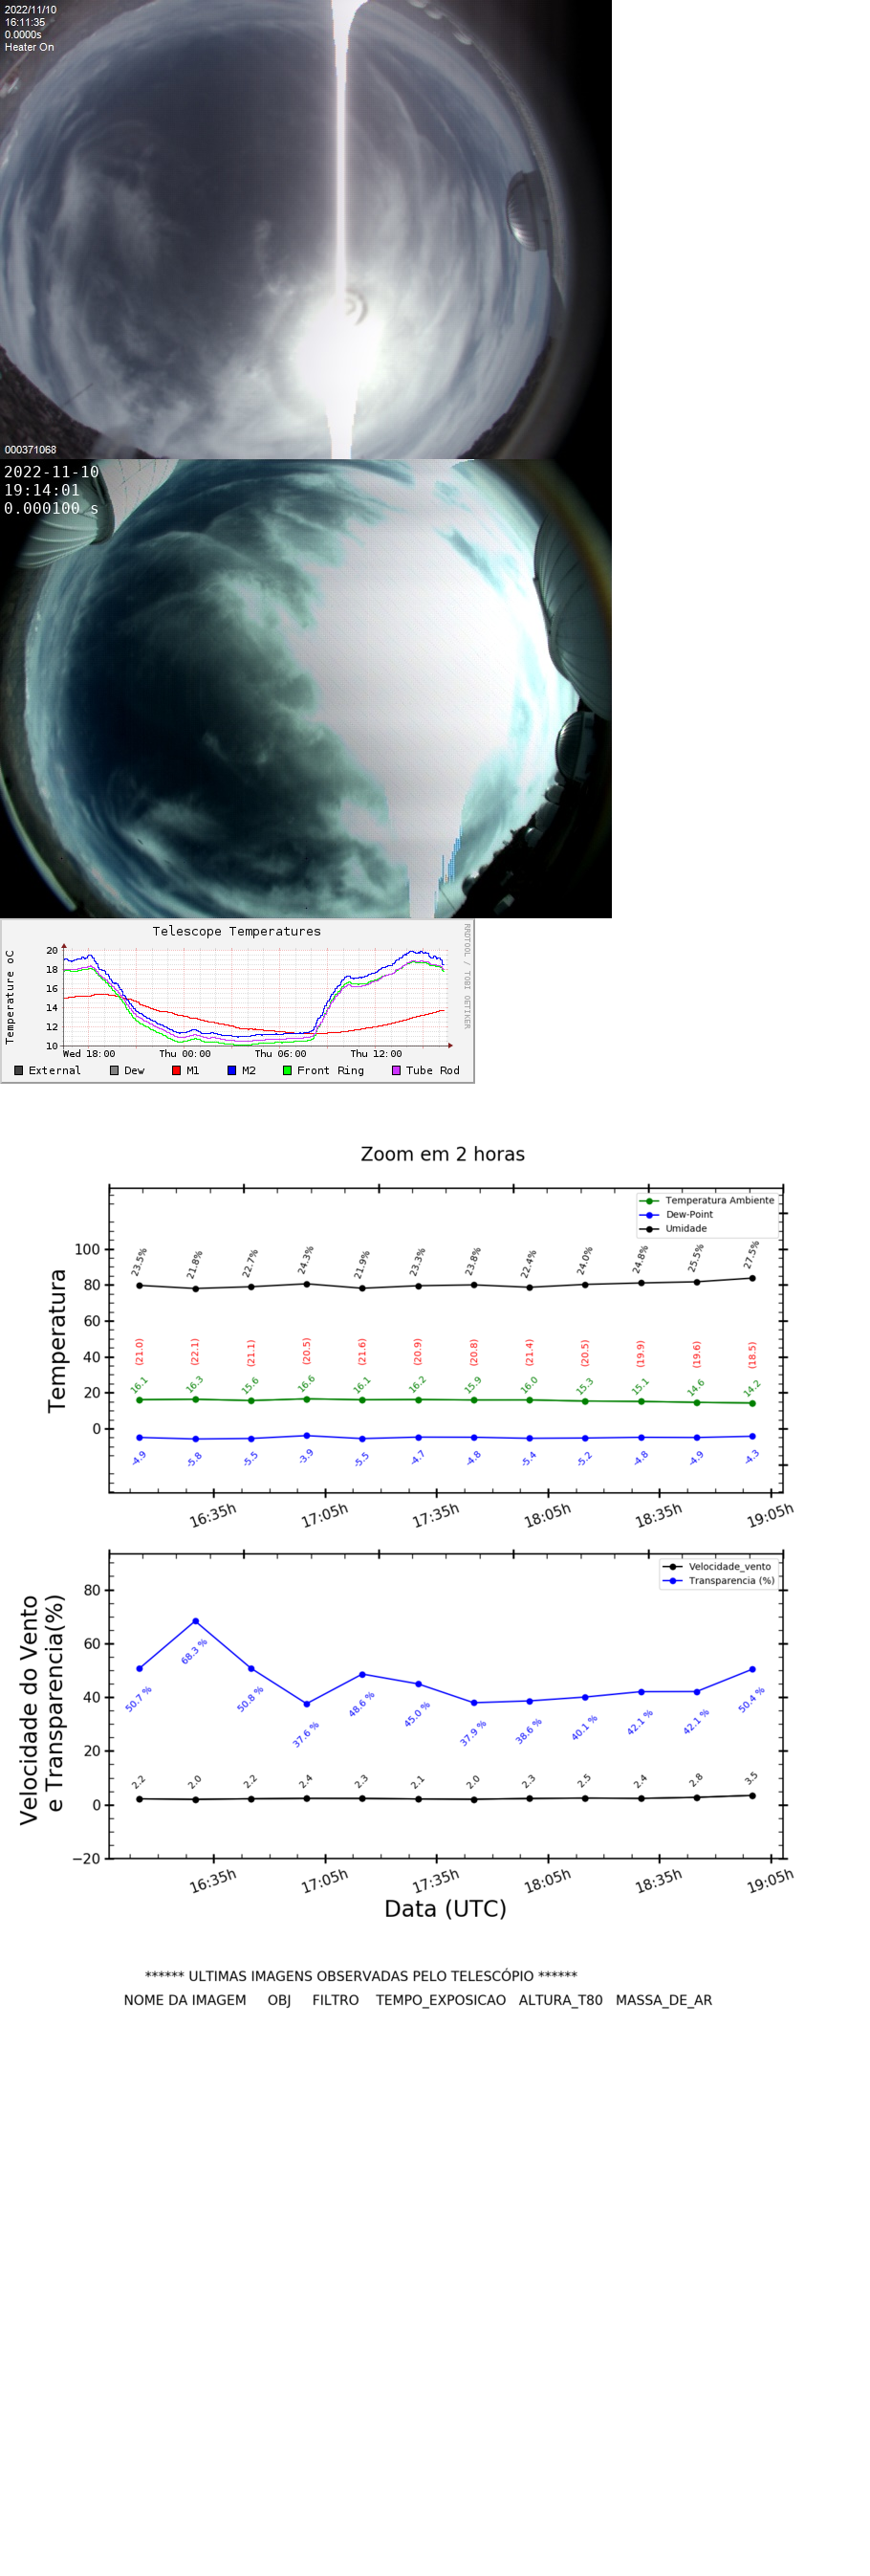 2022/11/10
16:11:35
0.0000s
Heater On
000371068
2022-11-10
19:14:01
0.000100 s
Telescope Temperatures
RRDTOOL / TOBI OETIKER
Temperature oC
20
18
16
14
12
10
Wed 18:00 Thu 00:00 Thu 06:00 Thu 12:00
External Dew M1 M2 Front Ring Tube Rod
Zoom em 2 horas
Temperatura Ambiente
Dew-Point
Umidade
Temperatura
100
80
60
40
20
0
23.5% 21.8% 22.7% 24.3% 21.9% 23.3% 23.8% 22.4% 24.0% 24.8% 25.5% 27.5%
(21.0) (22.1) (21.1) (20.5) (21.6) (20.9) (20.8) (21.4) (20.5) (19.9) (19.6) (18.5)
16.1 16.3 15.6 16.6 16.1 16.2 15.9 16.0 15.3 15.1 14.6 14.2
-4.9 -5.8 -5.5 -3.9 -5.5 -4.7 -4.8 -5.4 -5.2 -4.8 -4.9 -4.3
16:35h 17:05h 17:35h 18:05h 18:35h 19:05h
Velocidade_vento
Transparencia (%)
Velocidade do Vento
e Transparencia(%)
80
60
40
20
0
−20
50.7 % 68.3 % 50.8 % 37.6 % 48.6 % 45.0 % 37.9 % 38.6 % 40.1 % 42.1 % 42.1 % 50.4 %
2.2 2.0 2.2 2.4 2.3 2.1 2.0 2.3 2.5 2.4 2.8 3.5
16:35h 17:05h 17:35h 18:05h 18:35h 19:05h
Data (UTC)
****** ULTIMAS IMAGENS OBSERVADAS PELO TELESCÓPIO ******
NOME DA IMAGEM OBJ FILTRO TEMPO_EXPOSICAO ALTURA_T80 MASSA_DE_AR